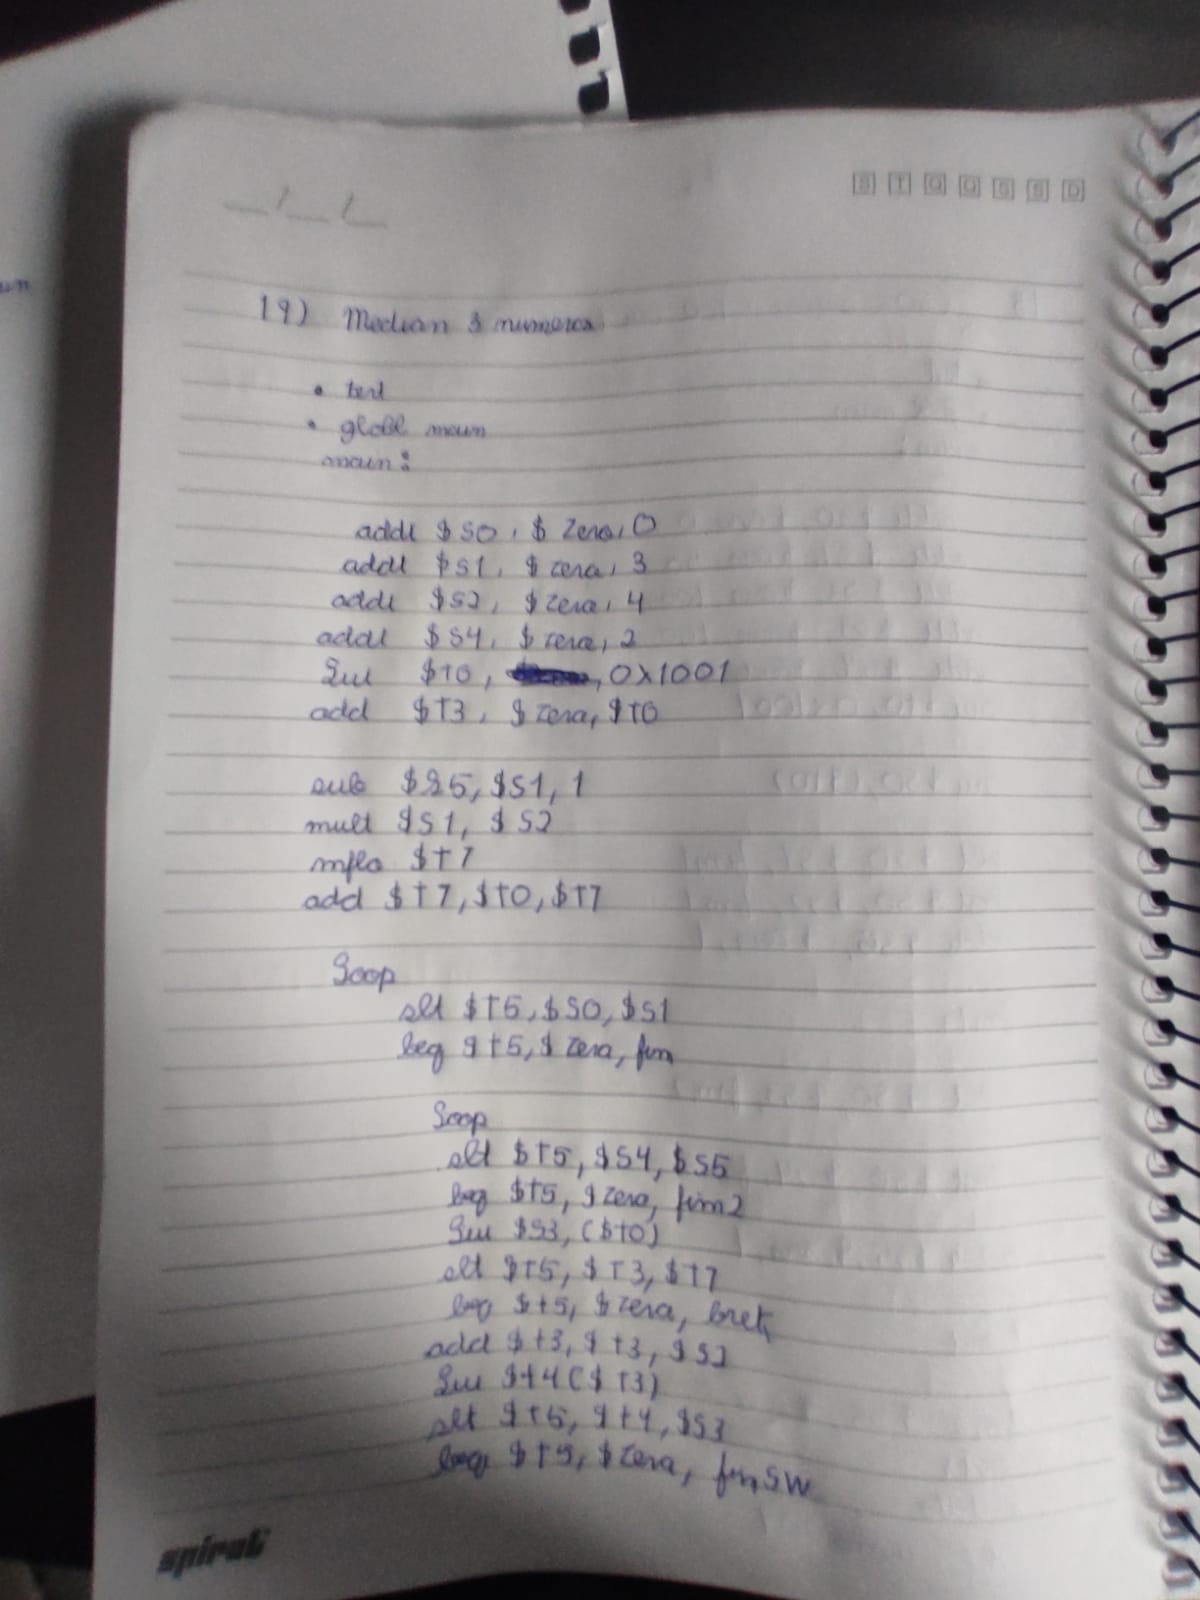 S T Q Q S S D
__/__/__
19) Median 3 numeros
. text
. globl main
main:
addi $s0, $zero, 0
addi $s1, $zero, 3
addi $s2, $zero, 4
addi $s4, $zero, 2
Lui $t0, , 0x1001
add $t3, $zero, $t0
sub $s5, $s1, 1
mult $s1, $s2
mflo $t7
add $t7, $t0, $t7
Loop
slt $t5, $s0, $s1
beq $t5, $zero, fim
Loop
slt $t5, $s4, $s5
beq $t5, $zero, fim2
Lw $s3, ($t0)
slt $t5, $t3, $t7
beq $t5, $zero,
add $t3, $t3, $s2
Lw $t4 ($t3)
slt $t5, $t4, $s3
beq $t5, $zero, fimSW
spiral